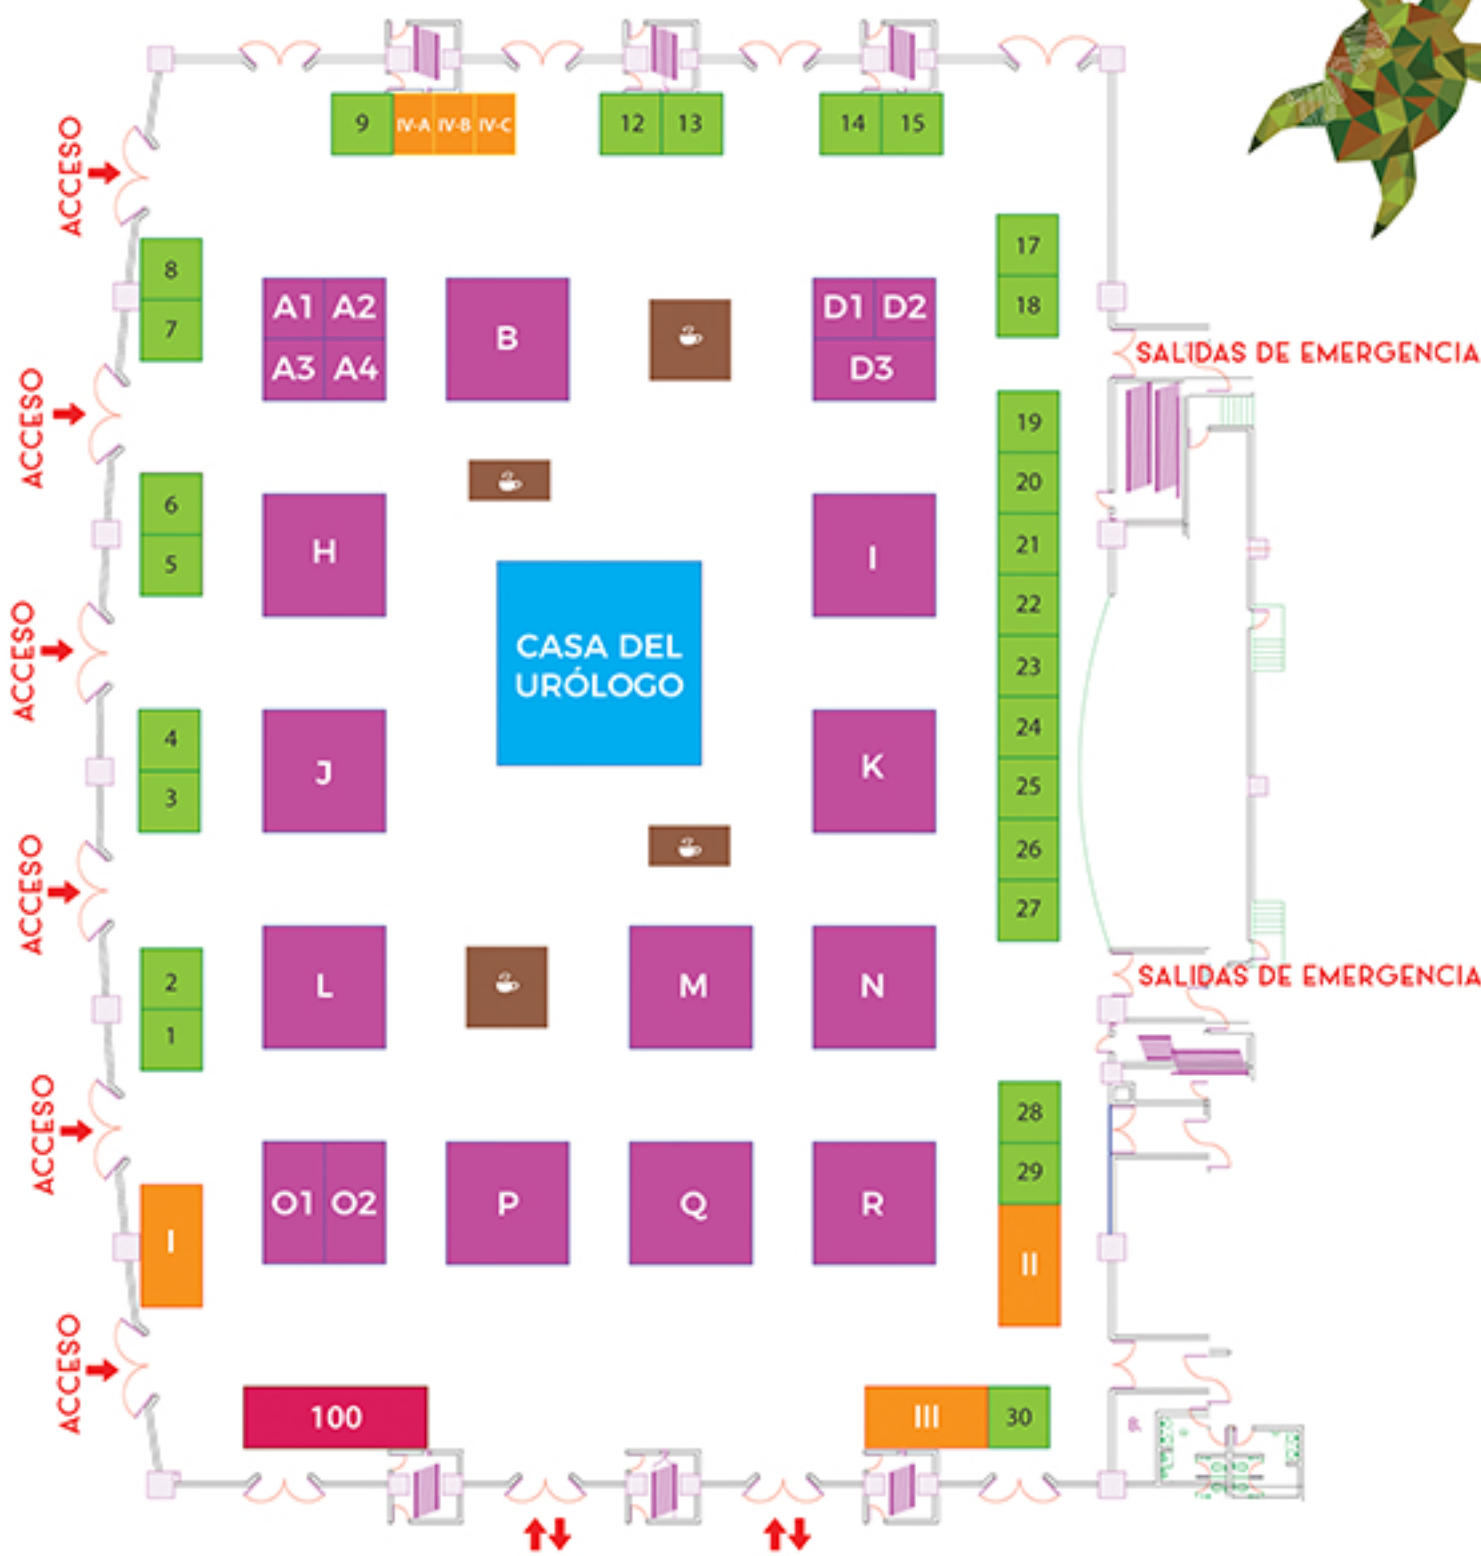 9 IV-A IV-B IV-C 12 13 14 15
ACCESO
17
8
18
7
A1 A2
A3 A4
B
D1 D2
D3
SALIDAS DE EMERGENCIA
ACCESO
19
20
21
22
23
24
25
26
27
6
5
H
I
ACCESO
CASA DEL
URÓLOGO
4
3
J
K
ACCESO
2
1
L
M
N
SALIDAS DE EMERGENCIA
ACCESO
28
29
II
I
O1 O2
P
Q
R
ACCESO
100
III
30